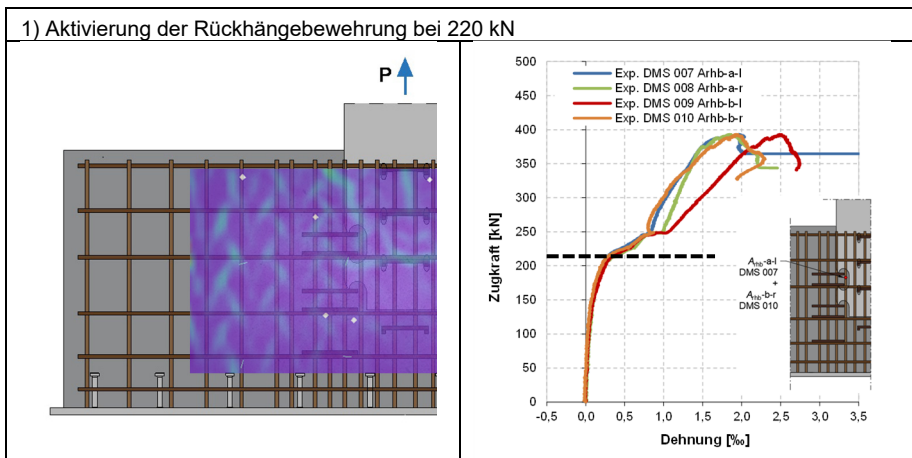 1) Aktivierung der Rückhängebewehrung bei 220 kN
P
500
450
400
350
300
250
200
150
100
50
0
Zugkraft [kN]
Exp. DMS 007 Arhb-a-l
Exp. DMS 008 Arhb-a-r
Exp. DMS 009 Arhb-b-l
Exp. DMS 010 Arhb-b-r
Arhb-a-l
DMS 007
+
Arhb-b-r
DMS 010
-0,5 0,0 0,5 1,0 1,5 2,0 2,5 3,0 3,5
Dehnung [‰]